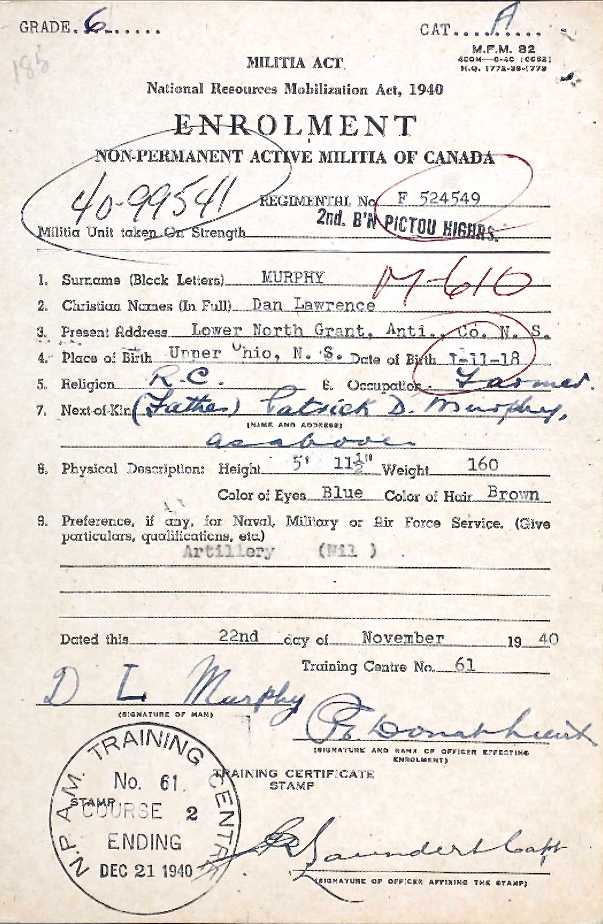 GRADE 6
CAT. A
185
M.F.M. 82
H.Q. 1772-39-1772
MILITIA ACT
National Resources Mobilization Act, 1940
ENROLMENT
NON-PERMANENT ACTIVE MILITIA OF CANADA
40-99541
REGIMENTAL No. F 524549
2nd. B'N PICTOU HIGHRS.
Militia Unit taken On Strength
M-610
1. Surname (Block Letters) MURPHY
2. Christian Names (In Full) Dan Lawrence
3. Present Address Lower North Grant, Anti., Co. N. S.
4. Place of Birth Upper Ohio, N. S. Date of Birth 1-11-18
5. Religion R.C. 6. Occupation Farmer.
7. Next-of-Kin (Father) Patrick D. Murphy,
(NAME AND ADDRESS)
as above
8. Physical Description: Height 5' 11½" Weight 160
Color of Eyes Blue Color of Hair Brown
9. Preference, if any, for Naval, Military or Air Force Service. (Give
particulars, qualifications, etc.)
Artillery (Nil )
Dated this 22nd day of November 1940
Training Centre No. 61
D L Murphy
(SIGNATURE OF MAN)
(SIGNATURE AND RANK OF OFFICER EFFECTING
ENROLMENT)
TRAINING CERTIFICATE
STAMP
N.P.A.M. TRAINING CENTRE
No. 61
STAMP
COURSE 2
ENDING
DEC 21 1940
Saunders Capt
(SIGNATURE OF OFFICER AFFIXING THE STAMP)